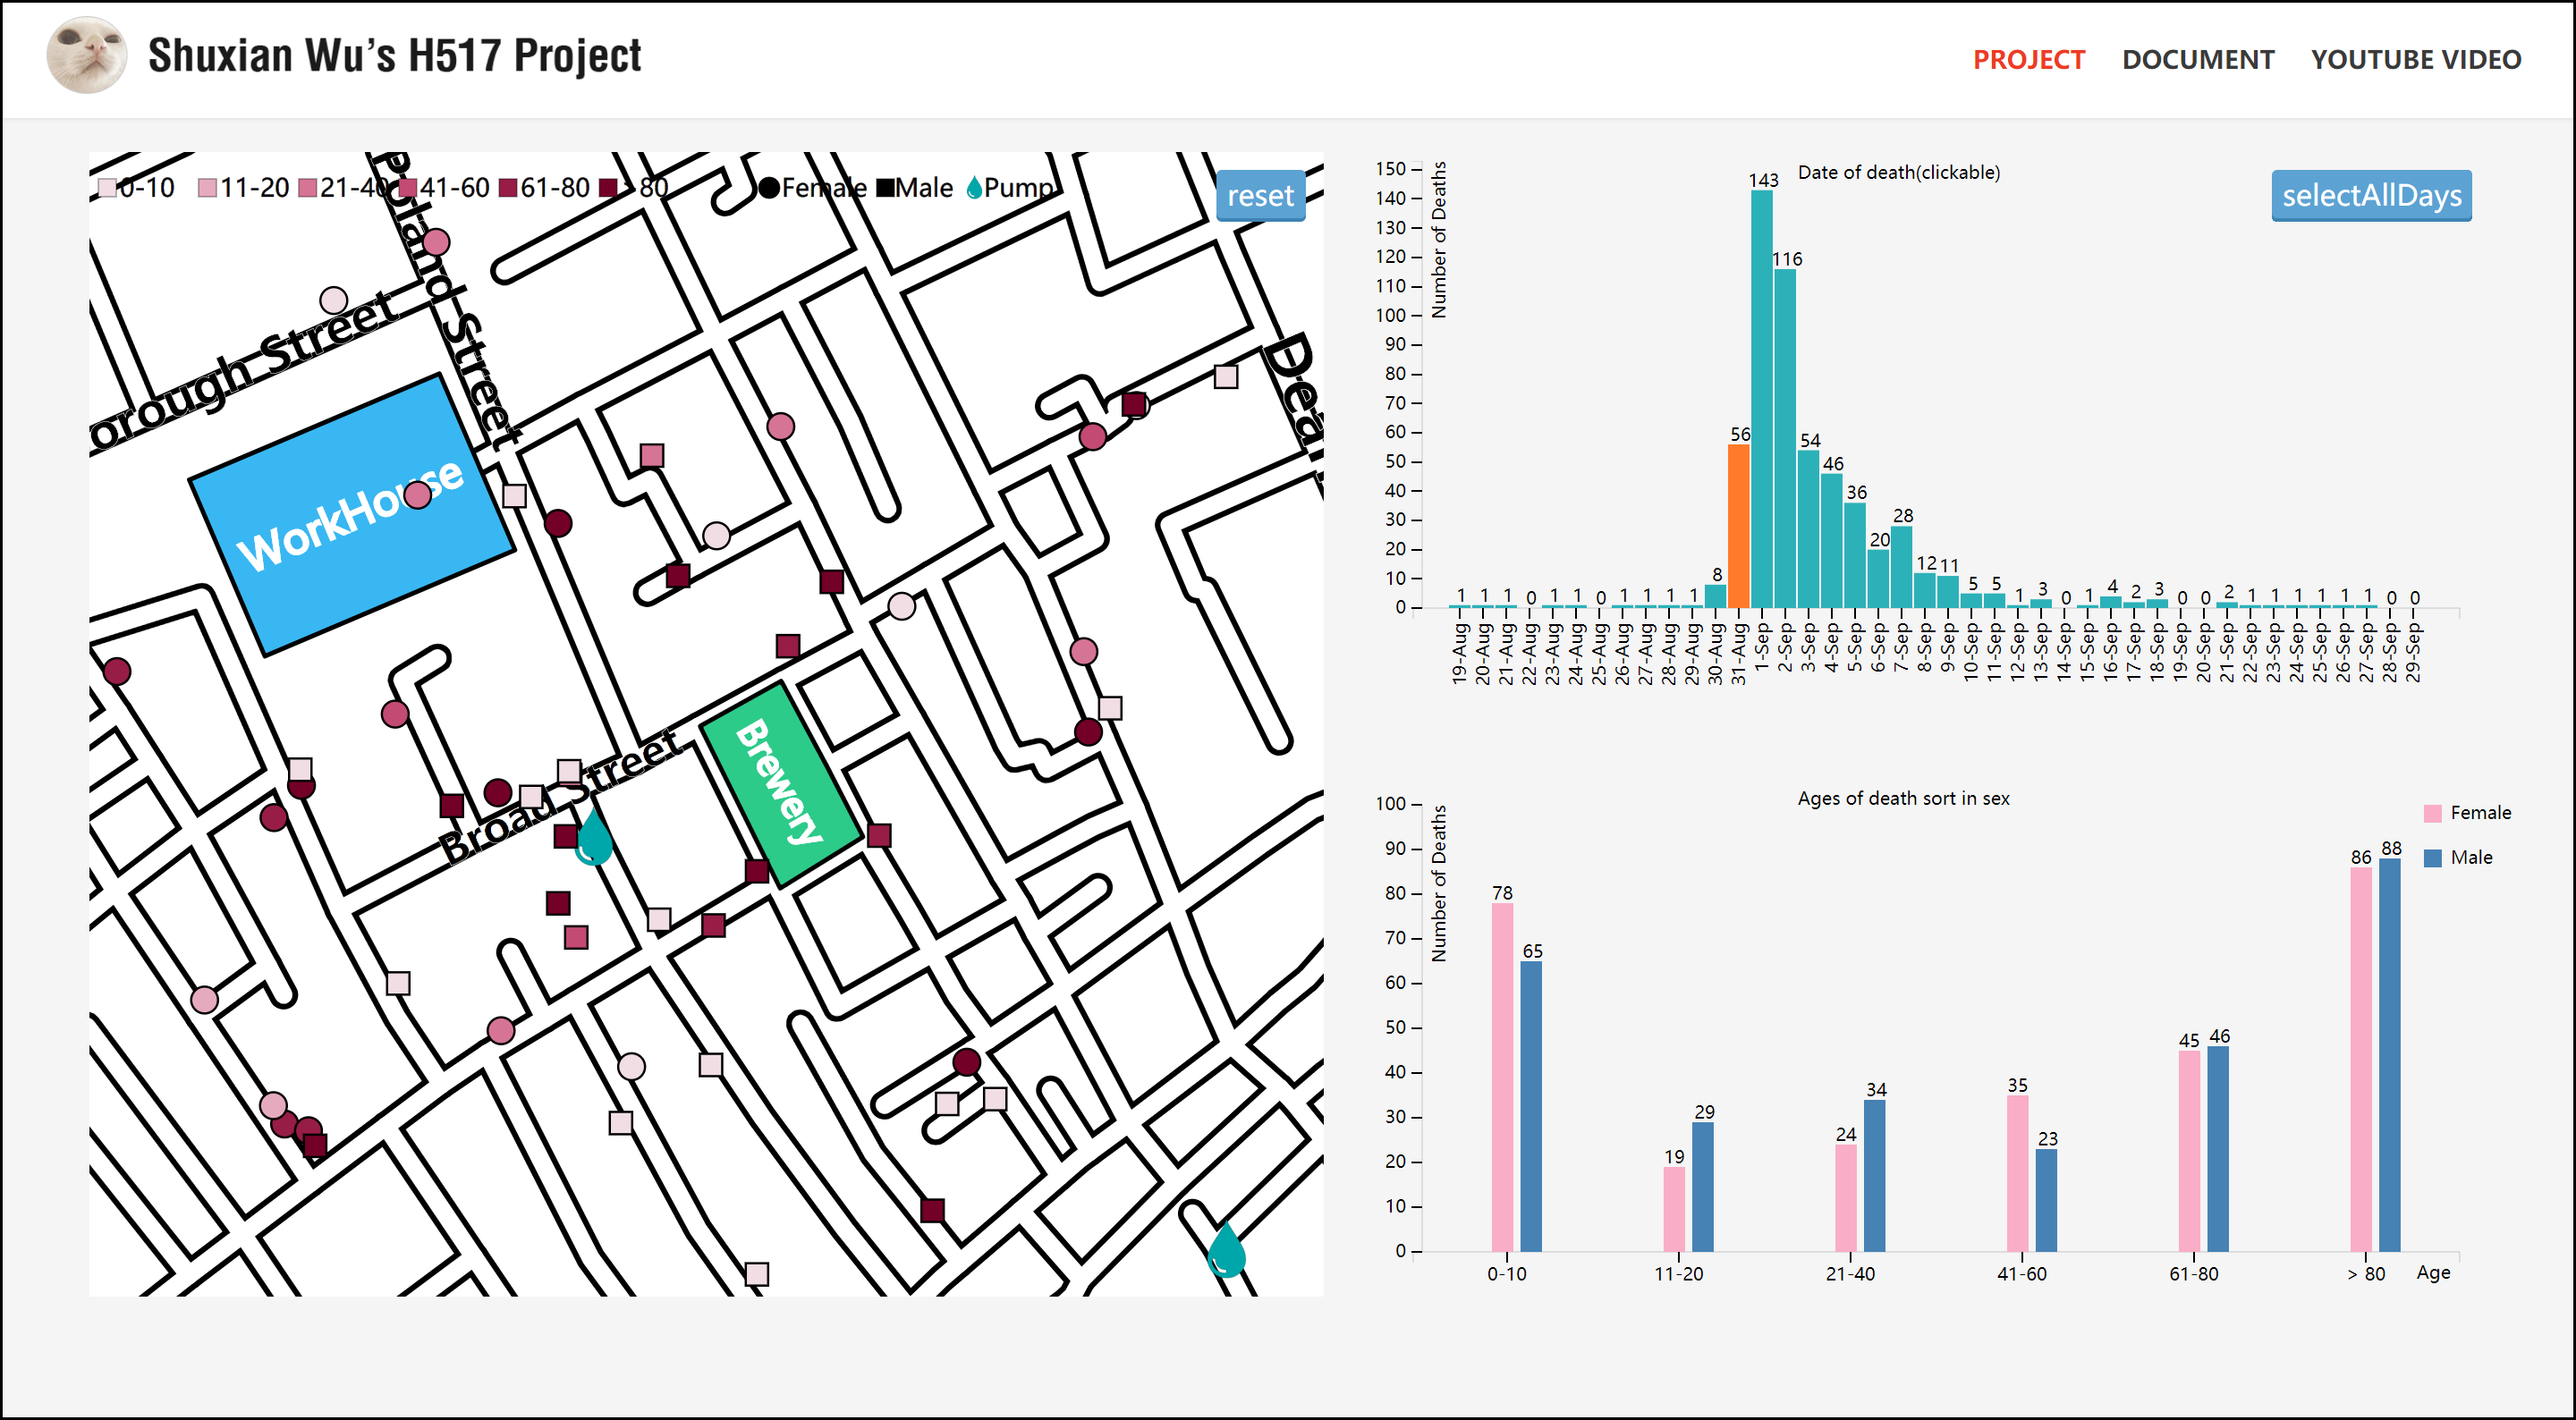 Shuxian Wu's H517 Project
PROJECT DOCUMENT YOUTUBE VIDEO
0-10 11-20 21-40 41-60 61-80 > 80 Female Male Pump
reset
Poland Street
orough Street
Dea
WorkHouse
Broad Street
Brewery
Date of death(clickable)
selectAllDays
Number of Deaths
150
140
130
120
110
100
90
80
70
60
50
40
30
20
10
0
1 1 1 0 1 1 0 1 1 1 1 8 56 143 116 54 46 36 20 28 12 11 5 5 1 3 0 1 4 2 3 0 0 2 1 1 1 1 1 1 0 0
19-Aug 20-Aug 21-Aug 22-Aug 23-Aug 24-Aug 25-Aug 26-Aug 27-Aug 28-Aug 29-Aug 30-Aug 31-Aug 1-Sep 2-Sep 3-Sep 4-Sep 5-Sep 6-Sep 7-Sep 8-Sep 9-Sep 10-Sep 11-Sep 12-Sep 13-Sep 14-Sep 15-Sep 16-Sep 17-Sep 18-Sep 19-Sep 20-Sep 21-Sep 22-Sep 23-Sep 24-Sep 25-Sep 26-Sep 27-Sep 28-Sep 29-Sep
Ages of death sort in sex
Female
Male
Number of Deaths
100
90
80
70
60
50
40
30
20
10
0
78 65 19 29 24 34 35 23 45 46 86 88
0-10 11-20 21-40 41-60 61-80 > 80 Age